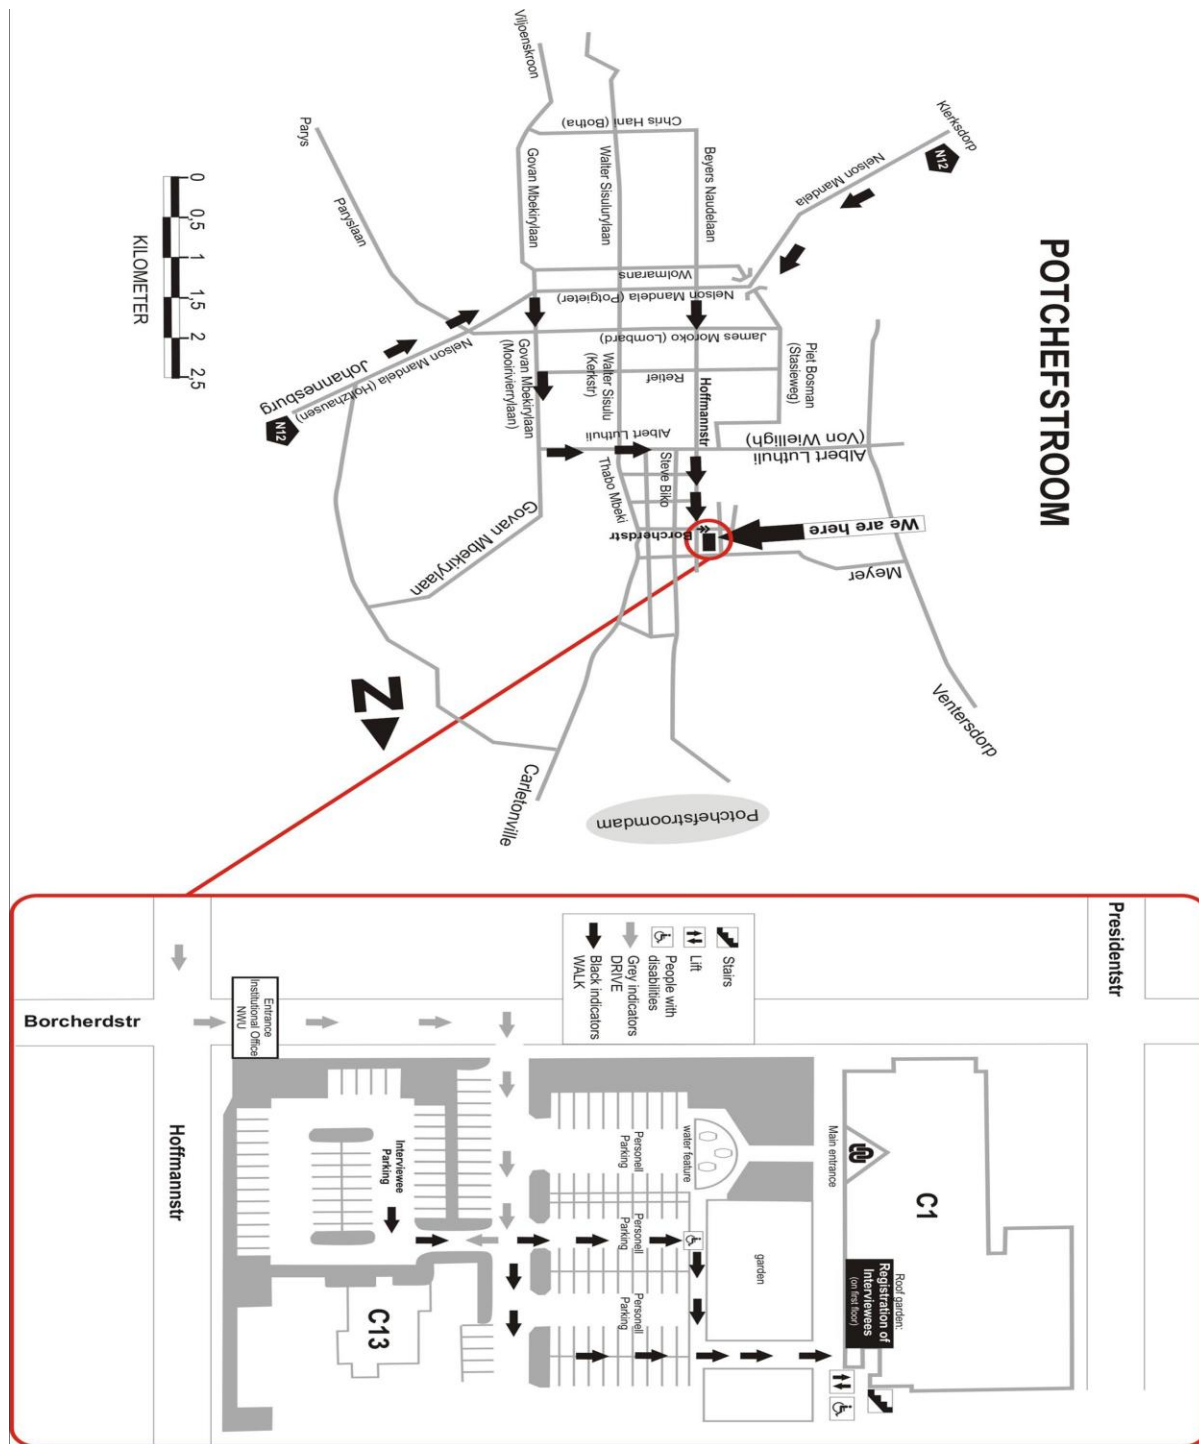 POTCHEFSTROOM
Klerksdorp
N12
Nelson Mandela
Viljoenskroon
Parys
Paryslaan
Chris Hani (Botha)
Govan Mbekirylaan
Walter Sisulurylaan
Beyers Naudelaan
Wolmarans
Nelson Mandela (Potgieter)
James Moroko (Lombard)
Retief
Piet Bosman
(Stasieweg)
Nelson Mandela (Holtzhausen)
Johannesburg
N12
Govan Mbekirylaan
(Mooirivierrylaan)
Walter Sisulu
(Kerkstr)
Hoffmannstr
Albert Luthuli
Albert Luthuli
(Von Wielligh)
Steve Biko
Thabo Mbeki
Borcherdstr
We are here
Meyer
Govan Mbekirylaan
Ventersdorp
Carletonville
Potchefstroomdam
N
0
0,5
1
1,5
2
2,5
KILOMETER
Presidentstr
Stairs
Lift
People with
disabilities
Grey indicators
DRIVE
Black indicators
WALK
Entrance
Institutional Office
NWU
Borcherdstr
Hoffmannstr
Interviewee
Parking
Personell
Parking
Personell
Parking
Personell
Parking
water feature
garden
Main entrance
C1
Roof garden:
Registration of
Interviewees
(on first floor)
C13